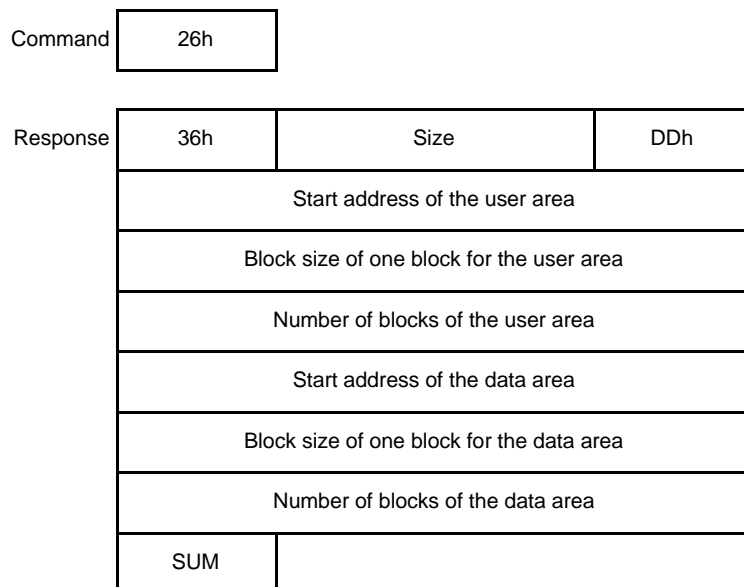 Command 26h
Response 36h Size DDh
Start address of the user area
Block size of one block for the user area
Number of blocks of the user area
Start address of the data area
Block size of one block for the data area
Number of blocks of the data area
SUM